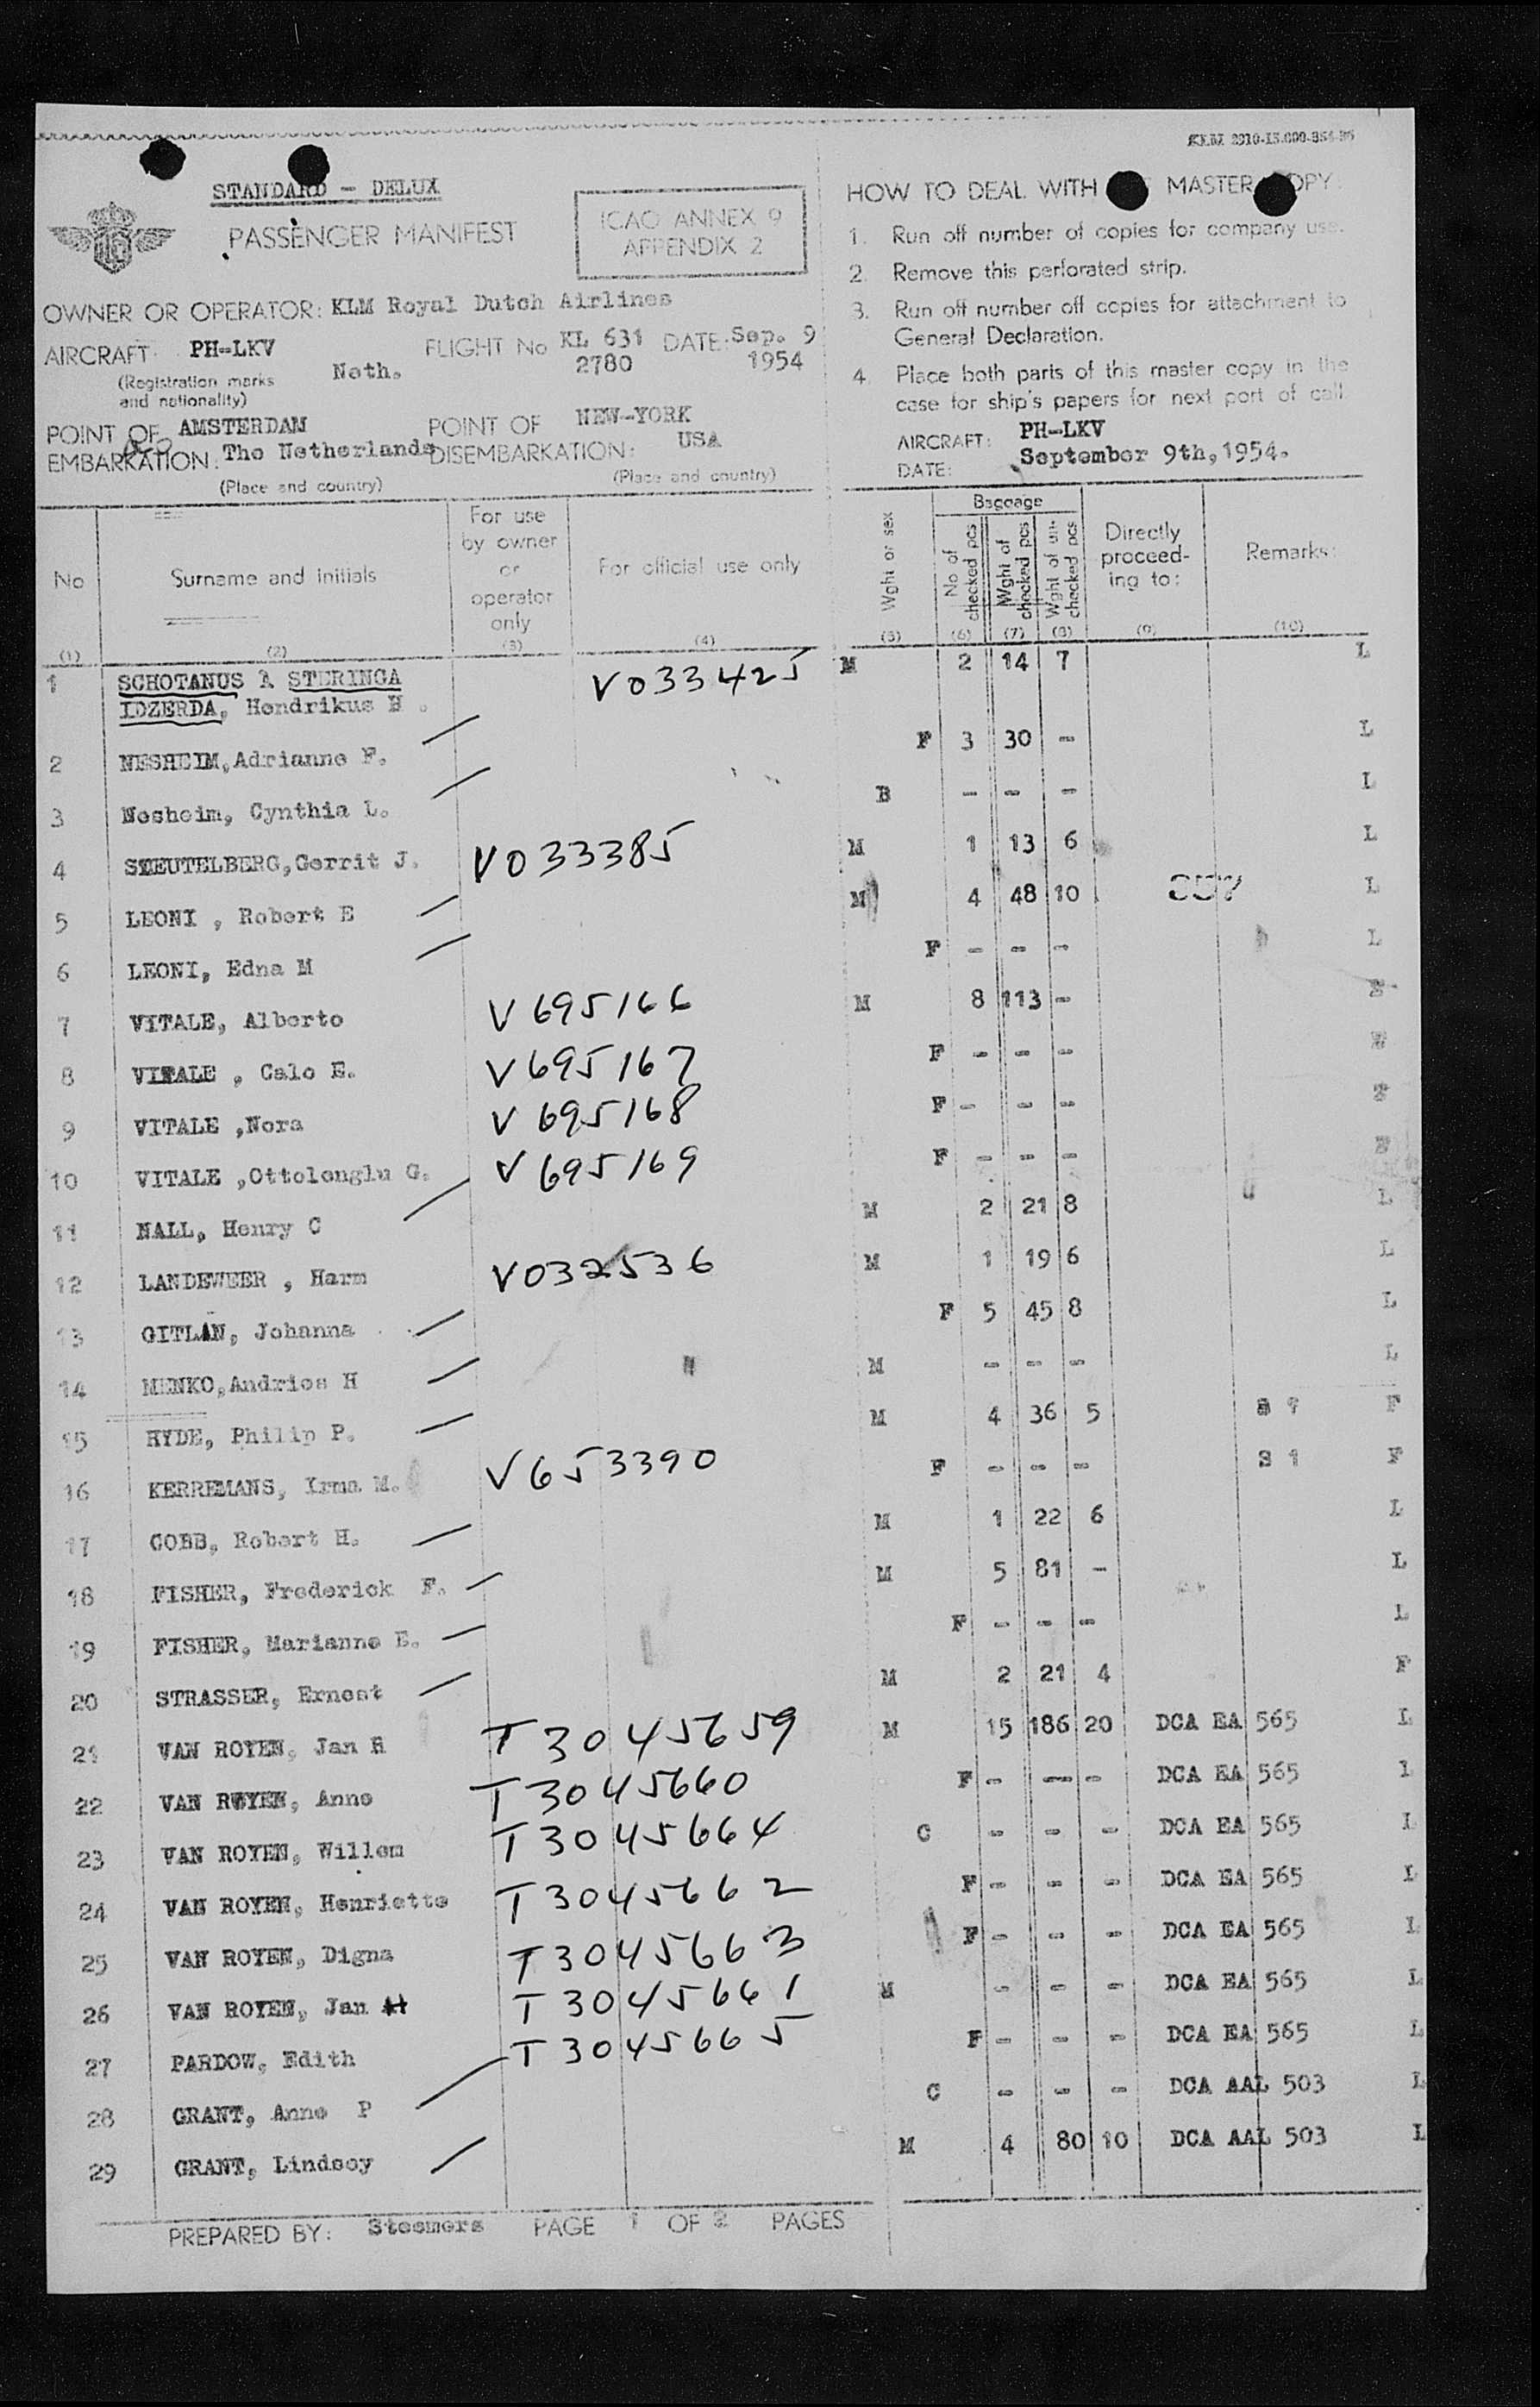 STANDARD - DELUX
PASSENGER MANIFEST
ICAO ANNEX 9
APPENDIX 2
OWNER OR OPERATOR: KLM Royal Dutch Airlines
AIRCRAFT: PH-LKV Neth. FLIGHT No KL 631 2780 DATE: Sep. 9 1954
(Registration marks
and nationality)
POINT OF EMBARKATION: AMSTERDAM The Netherlands
(Place and country)
POINT OF DISEMBARKATION: NEW-YORK USA
(Place and country)
HOW TO DEAL WITH MASTER COPY.
1. Run off number of copies for company use.
2. Remove this perforated strip.
3. Run off number off copies for attachment to
General Declaration.
4. Place both parts of this master copy in the
case for ship's papers for next port of call.
AIRCRAFT: PH-LKV
DATE: September 9th, 1954.
No (1)
Surname and initials (2)
For use by owner or operator only (3)
For official use only (4)
Wght or sex (5)
Baggage
No of checked pcs (6)
Wght of checked pcs (7)
Wght of un- checked pcs (8)
Directly proceed- ing to: (9)
Remarks: (10)
1 SCHOTANUS À STERINGA V033425 M 2 14 7 L
IDZERDA, Hendrikus H.
2 NESHEIM, Adrianne F. F 3 30 - L
3 Nesheim, Cynthia L. B - - - L
4 SLEUTELBERG, Gerrit J. V033385 M 1 13 6 L
5 LEONI , Robert E M 4 48 10 857 L
6 LEONI, Edna M F - - - L
7 VITALE, Alberto V695166 M 8 113 -
8 VITALE , Calo E. V695167 F - - -
9 VITALE ,Nora V695168 F - - -
10 VITALE ,Ottolenglu G. V695169 F - - -
11 NALL, Henry C M 2 21 8 L
12 LANDEWEER , Harm V032536 M 1 19 6 L
13 GITLAN, Johanna F 5 45 8 L
14 MENKO, Andries H M - - - L
15 HYDE, Philip P. M 4 36 5 F
16 KERREMANS, Irma M. V653390 F - - - F
17 COBB, Robert H. M 1 22 6 L
18 FISHER, Frederick F. M 5 81 - L
19 FISHER, Marianne E. F - - - L
20 STRASSER, Ernest M 2 21 4 F
21 VAN ROYEN, Jan H T3045659 M 15 186 20 DCA EA 565 L
22 VAN ROYEN, Anne T3045660 F - - - DCA EA 565 L
23 VAN ROYEN, Willem T3045664 C - - - DCA EA 565 L
24 VAN ROYEN, Henriette T3045662 F - - - DCA EA 565 L
25 VAN ROYEN, Digna T3045663 F - - - DCA EA 565 L
26 VAN ROYEN, Jan H T3045661 M - - - DCA EA 565 L
27 PARDOW, Edith T3045665 F - - - DCA EA 565 L
28 GRANT, Anne P C - - - DCA AAL 503 L
29 GRANT, Lindsey M 4 80 10 DCA AAL 503 L
PREPARED BY: Steemers PAGE 1 OF 2 PAGES